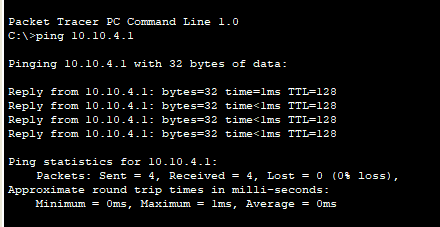 Packet Tracer PC Command Line 1.0
C:\>ping 10.10.4.1
Pinging 10.10.4.1 with 32 bytes of data:
Reply from 10.10.4.1: bytes=32 time=1ms TTL=128
Reply from 10.10.4.1: bytes=32 time<1ms TTL=128
Reply from 10.10.4.1: bytes=32 time<1ms TTL=128
Reply from 10.10.4.1: bytes=32 time<1ms TTL=128
Ping statistics for 10.10.4.1:
Packets: Sent = 4, Received = 4, Lost = 0 (0% loss),
Approximate round trip times in milli-seconds:
Minimum = 0ms, Maximum = 1ms, Average = 0ms